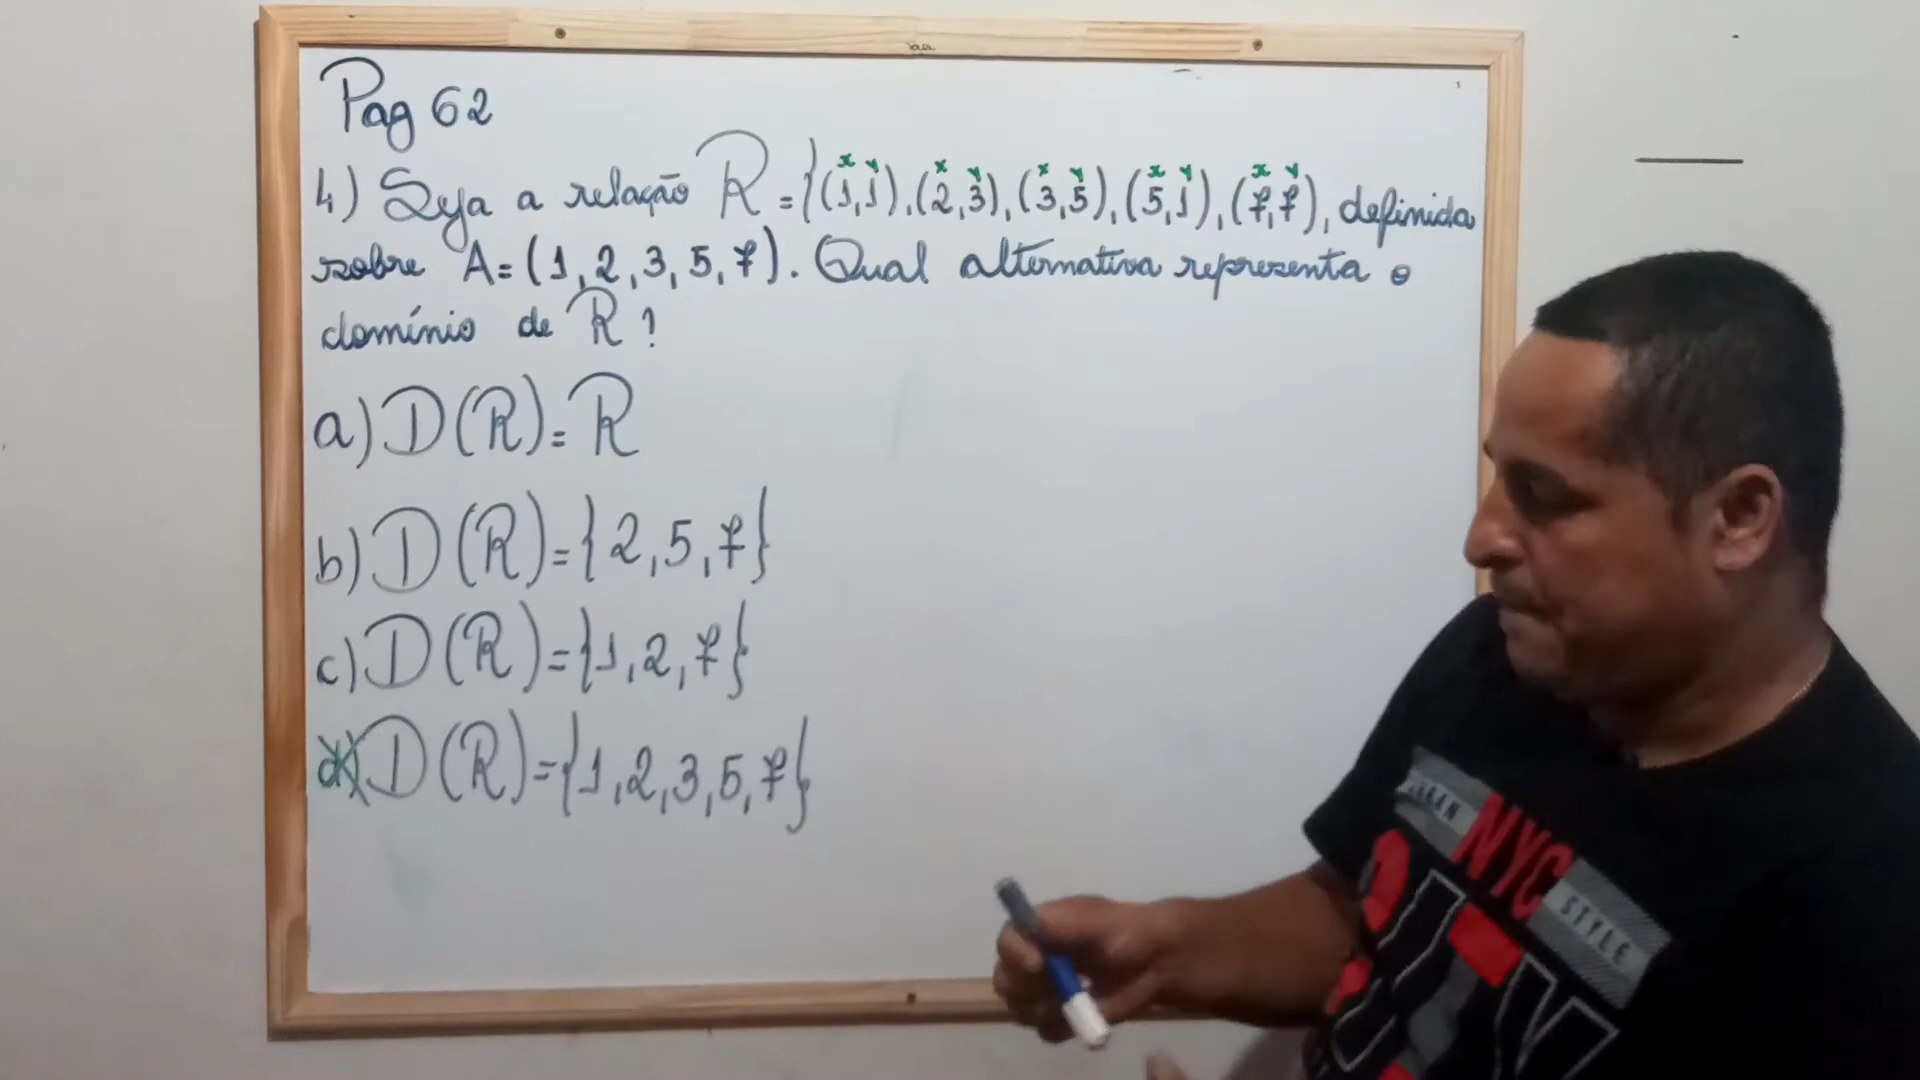 Pag 62
4) Seja a relação R = {(1,1),(2,3),(3,5),(5,1),(7,7), definida
x y x y x y x y x y
sobre A = (1, 2, 3, 5, 7). Qual alternativa representa o
domínio de R?
a) D(R) = R
b) D(R) = {2,5,7}
c) D(R) = {1,2,7}
d) D(R) = {1,2,3,5,7}
NYC
STYLE